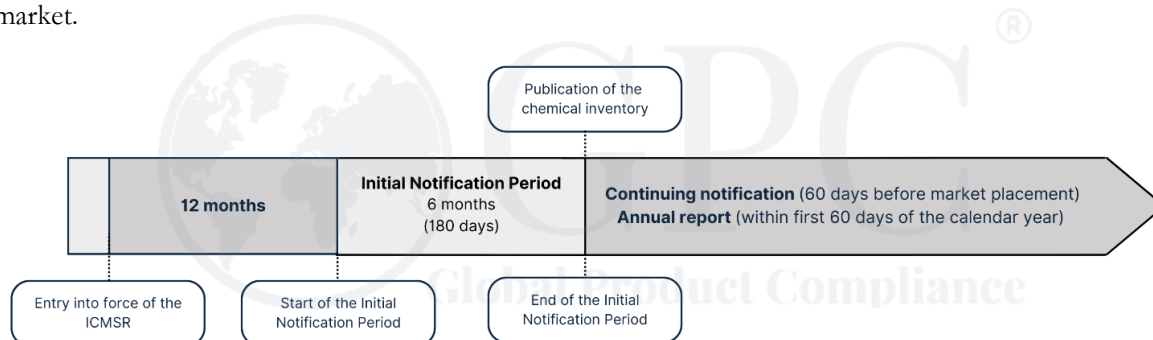 market.
®
GPC
Publication of the
chemical inventory
12 months
Initial Notification Period
6 months
(180 days)
Continuing notification (60 days before market placement)
Annual report (within first 60 days of the calendar year)
Global Product Compliance
Entry into force of the
ICMSR
Start of the Initial
Notification Period
End of the Initial
Notification Period